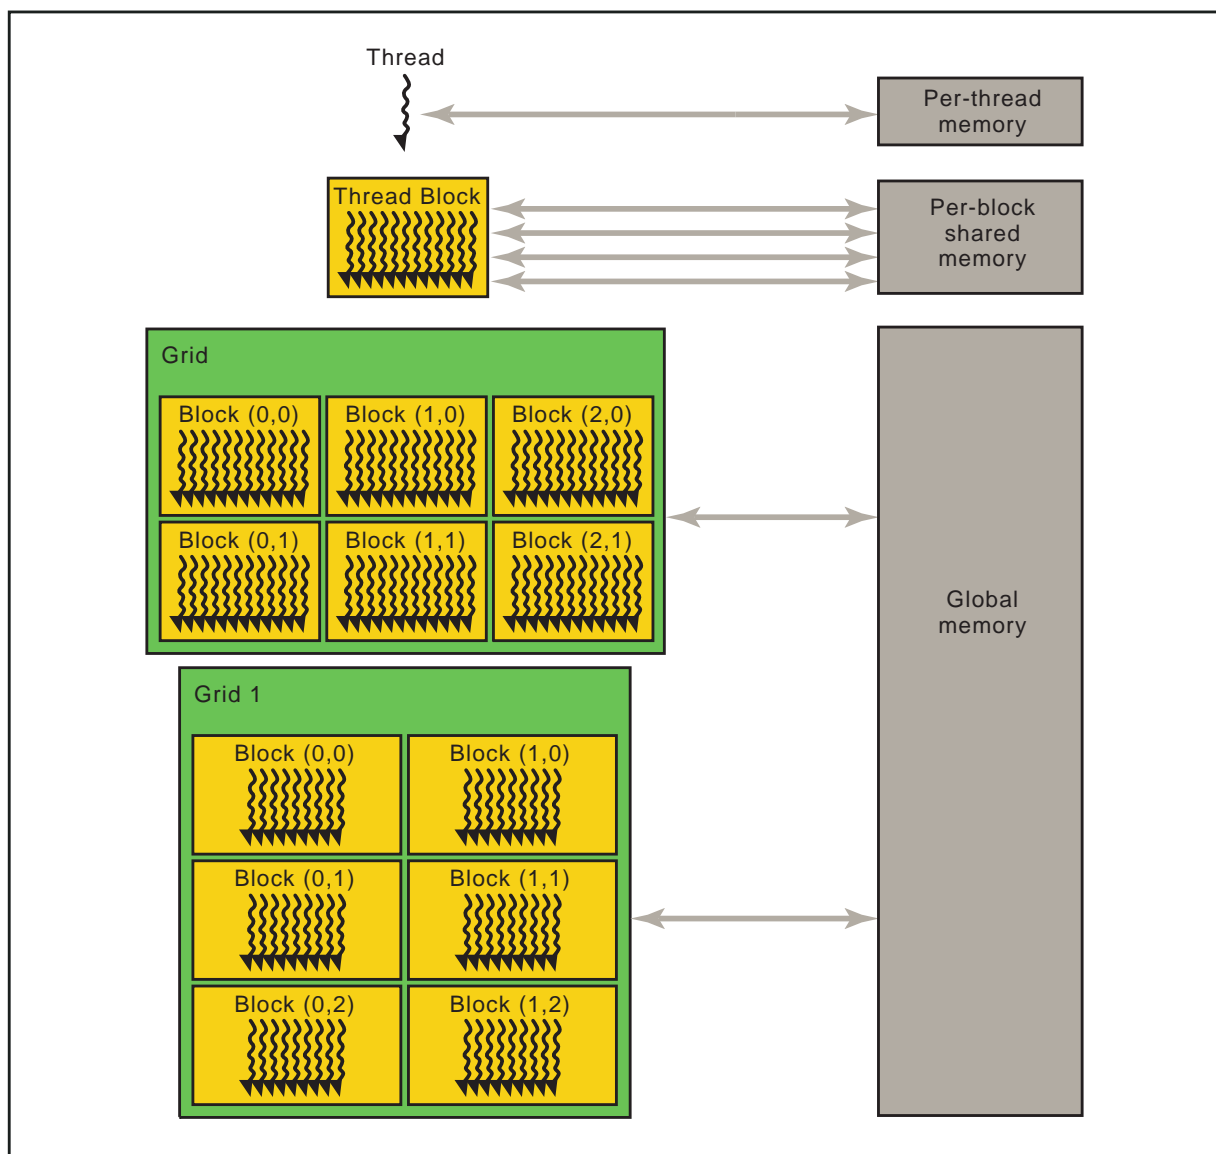 Thread
Per-thread
memory
Thread Block
Per-block
shared
memory
Grid
Block (0,0) Block (1,0) Block (2,0)
Block (0,1) Block (1,1) Block (2,1)
Global
memory
Grid 1
Block (0,0) Block (1,0)
Block (0,1) Block (1,1)
Block (0,2) Block (1,2)